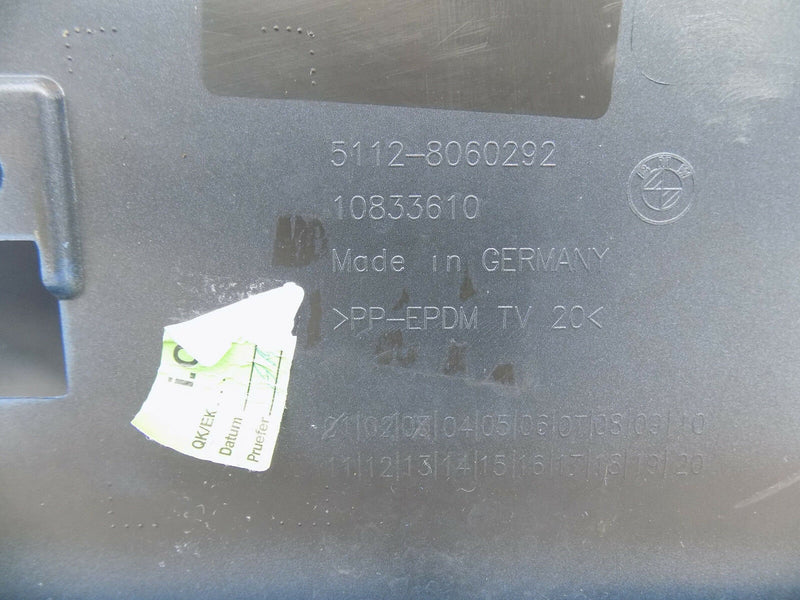 5112-8060292
10833610
Made in GERMANY
>PP-EPDM TV 20<
01|02|03|04|05|06|07|08|09|10
11|12|13|14|15|16|17|18|19|20
BMW
i.O
QK/EK
Datum
Pruefer